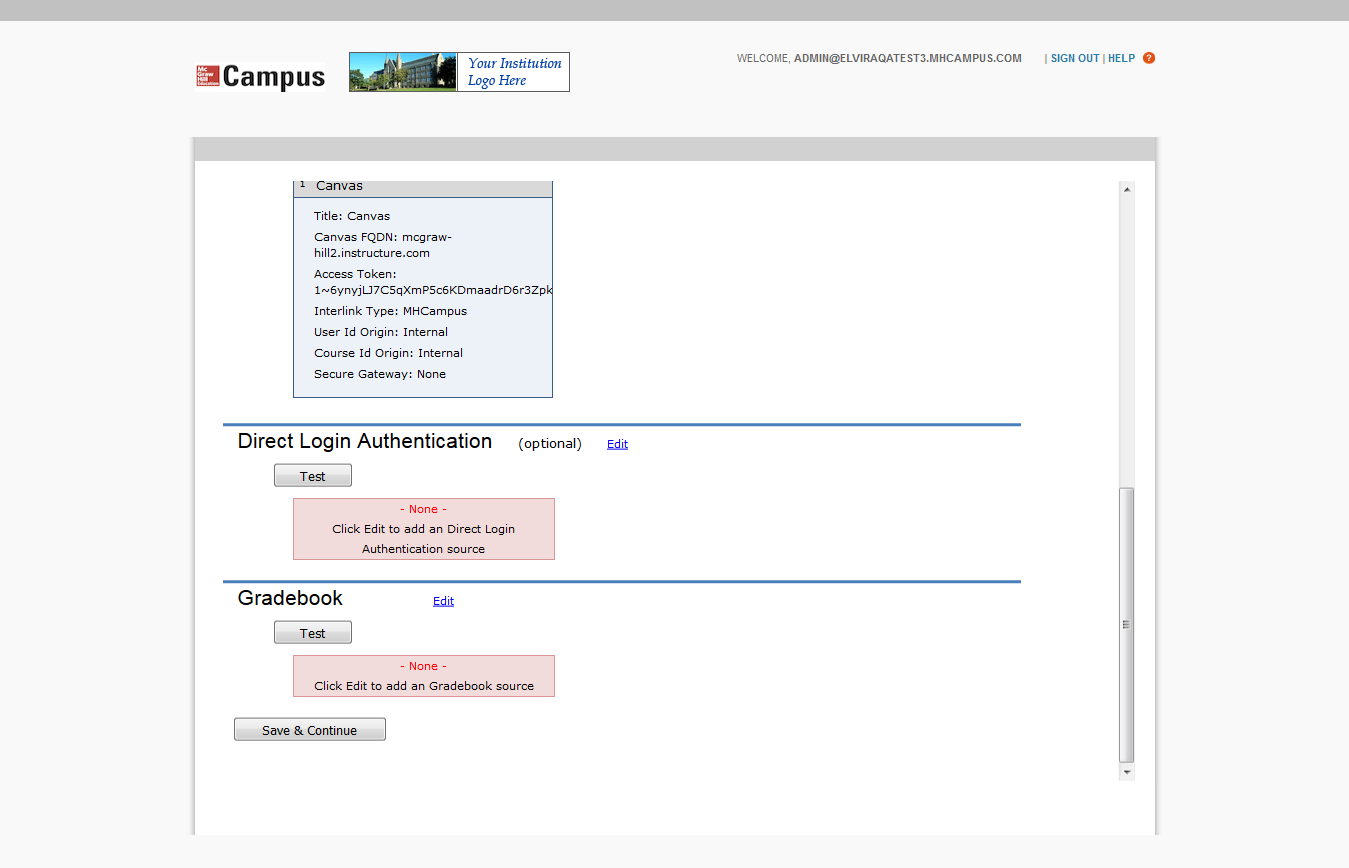 Mc
Graw
Hill
Education
Campus
Your Institution
Logo Here
WELCOME, ADMIN@ELVIRAQATEST3.MHCAMPUS.COM | SIGN OUT | HELP ?
1 Canvas
Title: Canvas
Canvas FQDN: mcgraw-
hill2.instructure.com
Access Token:
1~6ynyjLJ7C5qXmP5c6KDmaadrD6r3Zpk
Interlink Type: MHCampus
User Id Origin: Internal
Course Id Origin: Internal
Secure Gateway: None
Direct Login Authentication (optional) Edit
Test
- None -
Click Edit to add an Direct Login
Authentication source
Gradebook Edit
Test
- None -
Click Edit to add an Gradebook source
Save & Continue